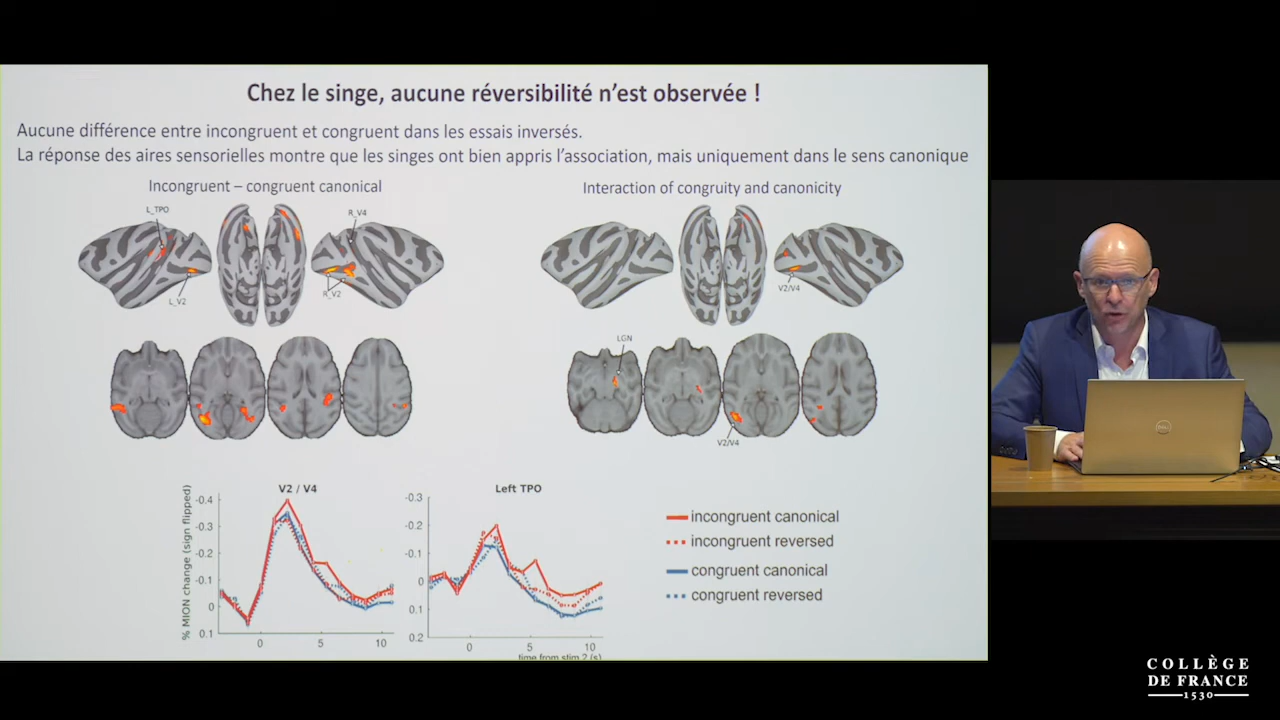 Chez le singe, aucune réversibilité n'est observée !
Aucune différence entre incongruent et congruent dans les essais inversés.
La réponse des aires sensorielles montre que les singes ont bien appris l'association, mais uniquement dans le sens canonique
Incongruent – congruent canonical
Interaction of congruity and canonicity
L_TPO
R_V4
L_V2
R_V2
V2/V4
LGN
V2/V4
V2 / V4
Left TPO
% MION change (sign flipped)
-0.4
-0.3
-0.2
-0.1
0
0.1
0
5
10
-0.3
-0.2
-0.1
0
0.1
0.2
0
5
10
time from stim 2 (s)
incongruent canonical
incongruent reversed
congruent canonical
congruent reversed
DELL
COLLÈGE
DE FRANCE
1530